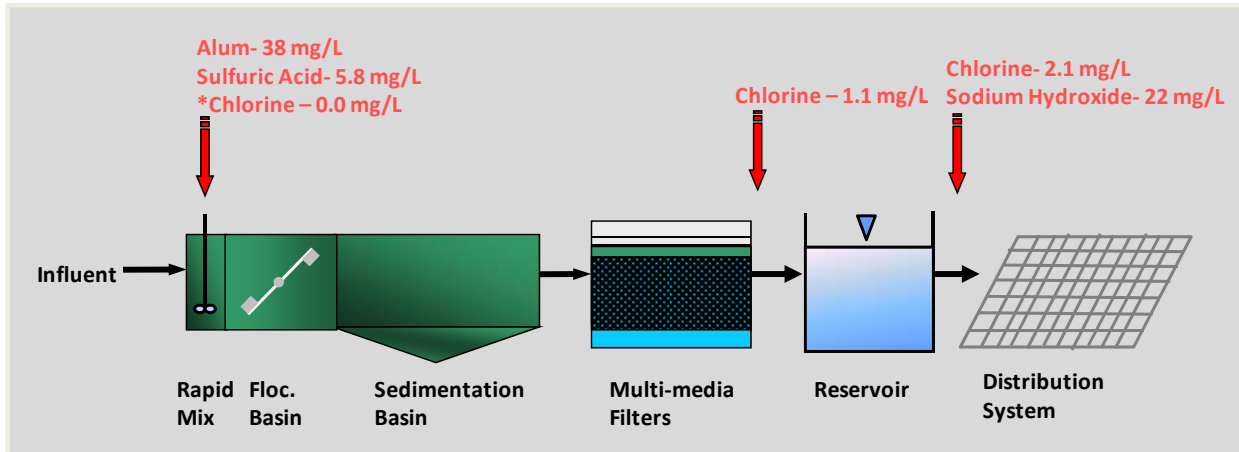 Alum- 38 mg/L
Sulfuric Acid- 5.8 mg/L
*Chlorine – 0.0 mg/L
Chlorine – 1.1 mg/L
Chlorine- 2.1 mg/L
Sodium Hydroxide- 22 mg/L
Influent
Rapid
Mix
Floc.
Basin
Sedimentation
Basin
Multi-media
Filters
Reservoir
Distribution
System